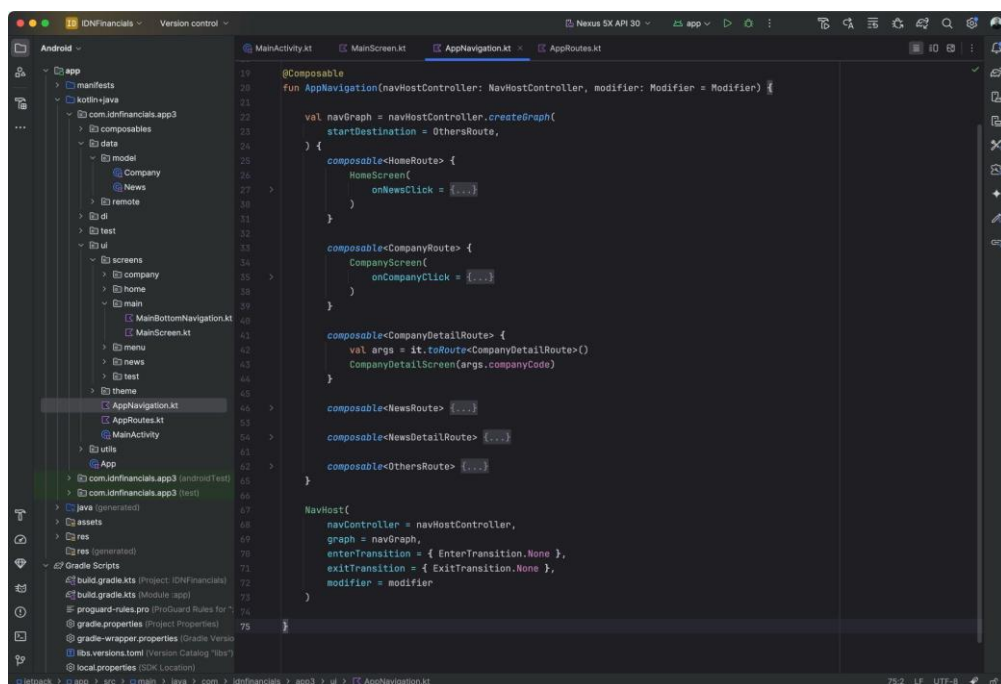 IDNFinancials
Version control
Nexus 5X API 30
app
Android
MainActivity.kt
MainScreen.kt
AppNavigation.kt
AppRoutes.kt
app
manifests
kotlin+java
com.idnfinancials.app3
composables
data
model
Company
News
remote
di
test
ui
screens
company
home
main
MainBottomNavigation.kt
MainScreen.kt
menu
news
test
theme
AppNavigation.kt
AppRoutes.kt
MainActivity
utils
App
com.idnfinancials.app3 (androidTest)
com.idnfinancials.app3 (test)
java (generated)
assets
res
res (generated)
Gradle Scripts
build.gradle.kts (Project: IDNFinancials)
build.gradle.kts (Module :app)
proguard-rules.pro (ProGuard Rules for ":
gradle.properties (Project Properties)
gradle-wrapper.properties (Gradle Versio
libs.versions.toml (Version Catalog "libs")
local.properties (SDK Location)
19 @Composable
20 fun AppNavigation(navHostController: NavHostController, modifier: Modifier = Modifier) {
21
22 val navGraph = navHostController.createGraph(
23 startDestination = OthersRoute,
24 ) {
25 composable<HomeRoute> {
26 HomeScreen(
27 onNewsClick = {...}
30 )
31 }
32
33 composable<CompanyRoute> {
34 CompanyScreen(
35 onCompanyClick = {...}
38 )
39 }
40
41 composable<CompanyDetailRoute> {
42 val args = it.toRoute<CompanyDetailRoute>()
43 CompanyDetailScreen(args.companyCode)
44 }
45
46 composable<NewsRoute> {...}
53
54 composable<NewsDetailRoute> {...}
61
62 composable<OthersRoute> {...}
65 }
66
67 NavHost(
68 navController = navHostController,
69 graph = navGraph,
70 enterTransition = { EnterTransition.None },
71 exitTransition = { ExitTransition.None },
72 modifier = modifier
73 )
74
75 }
jetpack > app > src > main > java > com > idnfinancials > app3 > ui > AppNavigation.kt
75:2 LF UTF-8